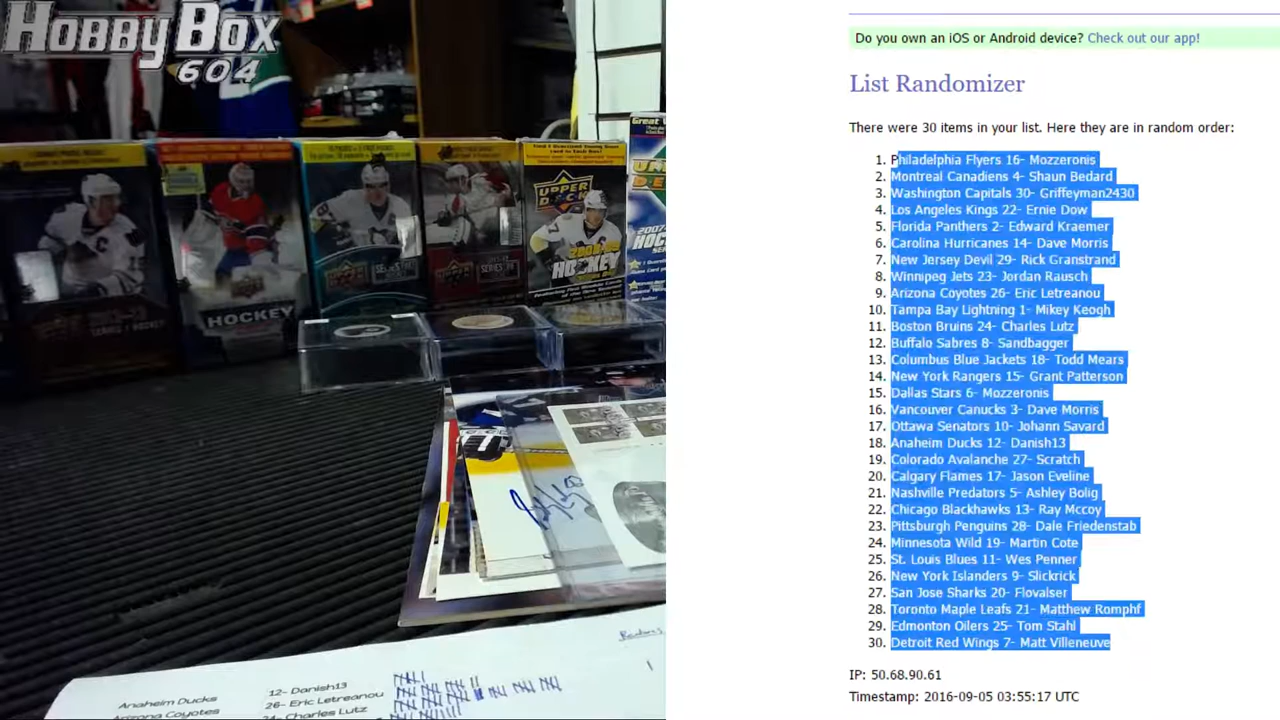 HobbyBox
604
UPPER
DECK
HOCKEY
HOCKEY
Great
Anaheim Ducks 12- Danish13
Arizona Coyotes 26- Eric Letreanou
24- Charles Lutz
Do you own an iOS or Android device? Check out our app!
List Randomizer
There were 30 items in your list. Here they are in random order:
1. Philadelphia Flyers 16- Mozzeronis
2. Montreal Canadiens 4- Shaun Bedard
3. Washington Capitals 30- Griffeyman2430
4. Los Angeles Kings 22- Ernie Dow
5. Florida Panthers 2- Edward Kraemer
6. Carolina Hurricanes 14- Dave Morris
7. New Jersey Devil 29- Rick Granstrand
8. Winnipeg Jets 23- Jordan Rausch
9. Arizona Coyotes 26- Eric Letreanou
10. Tampa Bay Lightning 1- Mikey Keogh
11. Boston Bruins 24- Charles Lutz
12. Buffalo Sabres 8- Sandbagger
13. Columbus Blue Jackets 18- Todd Mears
14. New York Rangers 15- Grant Patterson
15. Dallas Stars 6- Mozzeronis
16. Vancouver Canucks 3- Dave Morris
17. Ottawa Senators 10- Johann Savard
18. Anaheim Ducks 12- Danish13
19. Colorado Avalanche 27- Scratch
20. Calgary Flames 17- Jason Eveline
21. Nashville Predators 5- Ashley Bolig
22. Chicago Blackhawks 13- Ray Mccoy
23. Pittsburgh Penguins 28- Dale Friedenstab
24. Minnesota Wild 19- Martin Cote
25. St. Louis Blues 11- Wes Penner
26. New York Islanders 9- Slickrick
27. San Jose Sharks 20- Flovalser
28. Toronto Maple Leafs 21- Matthew Romphf
29. Edmonton Oilers 25- Tom Stahl
30. Detroit Red Wings 7- Matt Villeneuve
IP: 50.68.90.61
Timestamp: 2016-09-05 03:55:17 UTC